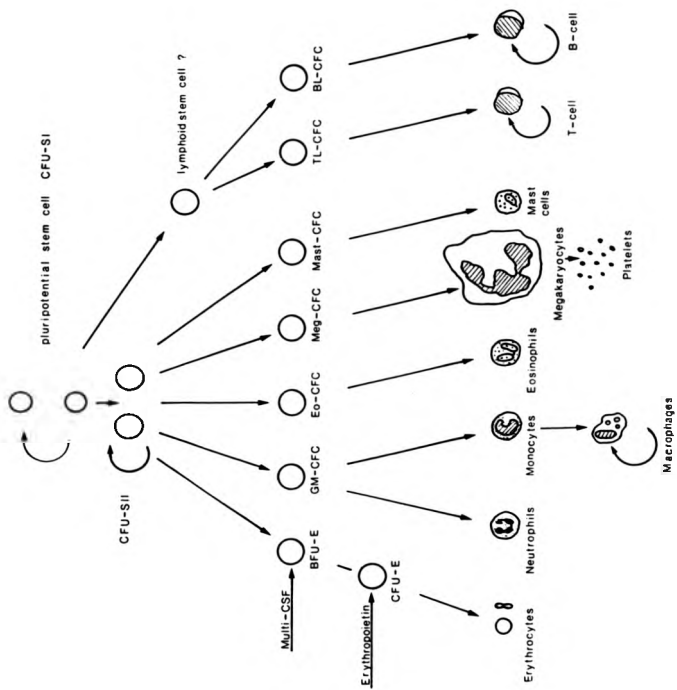 pluripotential stem cell CFU-SI
CFU-SII
lymphoid stem cell ?
Multi-CSF
BFU-E
GM-CFC
Eo-CFC
Meg-CFC
Mast-CFC
TL-CFC
BL-CFC
Erythropoietin
CFU-E
Erythrocytes
Neutrophils
Monocytes
Eosinophils
Megakaryocytes
Mast
cells
T-cell
B-cell
Platelets
Macrophages